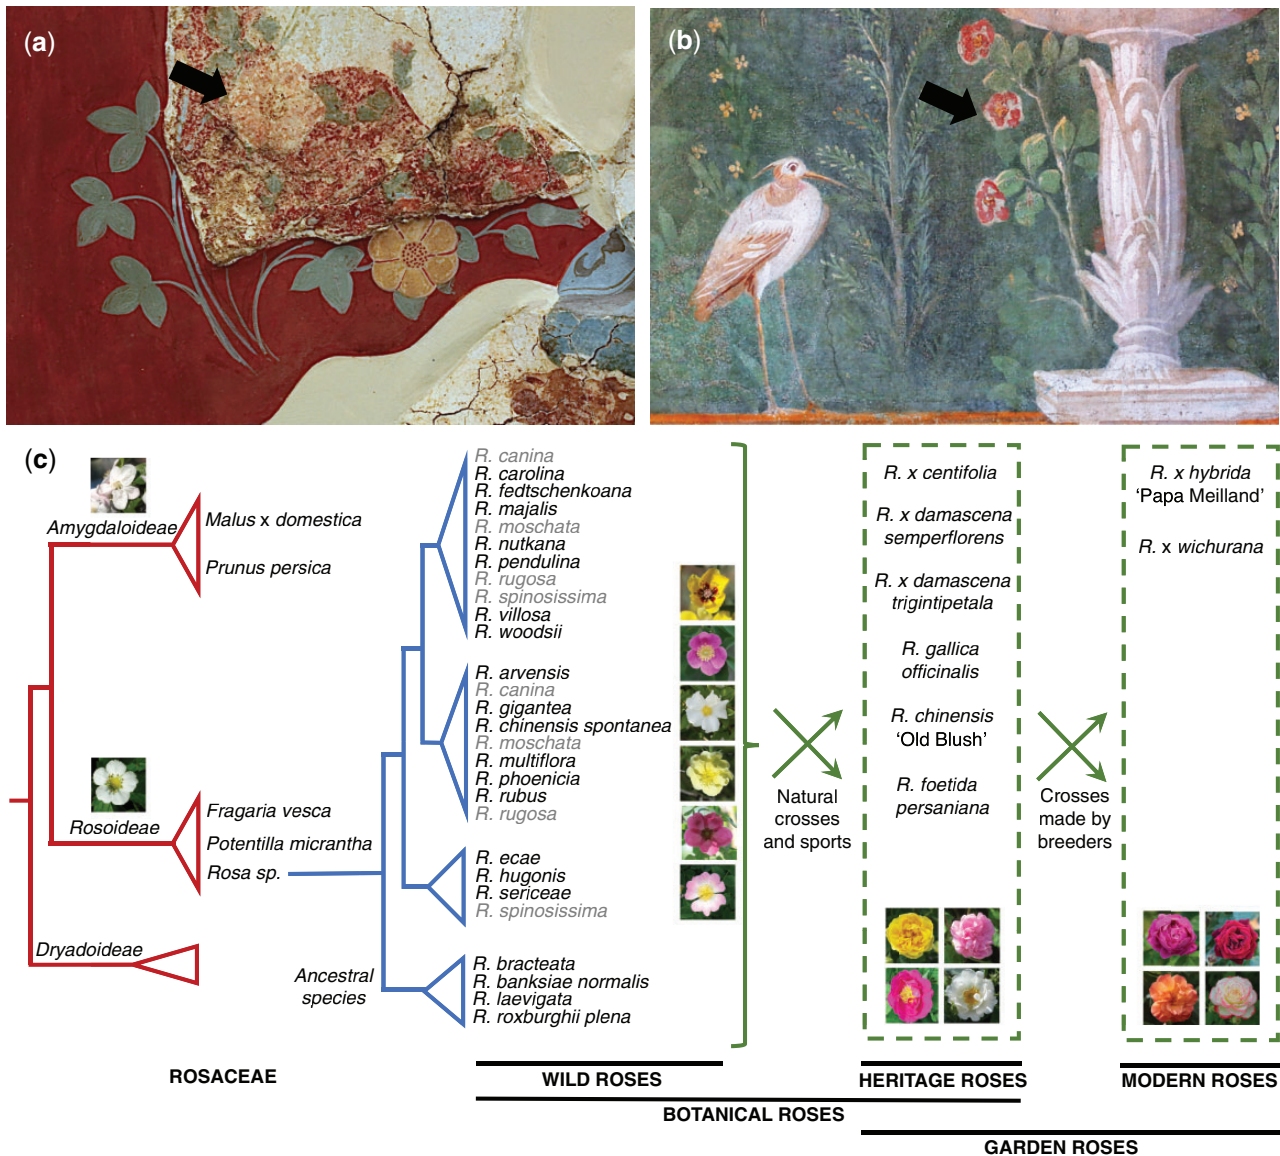 (a)
(b)
(c)
Amygdaloideae
Malus x domestica
Prunus persica
Rosoideae
Fragaria vesca
Potentilla micrantha
Rosa sp.
Dryadoideae
Ancestral
species
R. canina
R. carolina
R. fedtschenkoana
R. majalis
R. moschata
R. nutkana
R. pendulina
R. rugosa
R. spinosissima
R. villosa
R. woodsii
R. arvensis
R. canina
R. gigantea
R. chinensis spontanea
R. moschata
R. multiflora
R. phoenicia
R. rubus
R. rugosa
R. ecae
R. hugonis
R. sericeae
R. spinosissima
R. bracteata
R. banksiae normalis
R. laevigata
R. roxburghii plena
Natural
crosses
and sports
R. x centifolia
R. x damascena
semperflorens
R. x damascena
trigintipetala
R. gallica
officinalis
R. chinensis
'Old Blush'
R. foetida
persaniana
Crosses
made by
breeders
R. x hybrida
'Papa Meilland'
R. x wichurana
ROSACEAE
WILD ROSES
HERITAGE ROSES
MODERN ROSES
BOTANICAL ROSES
GARDEN ROSES